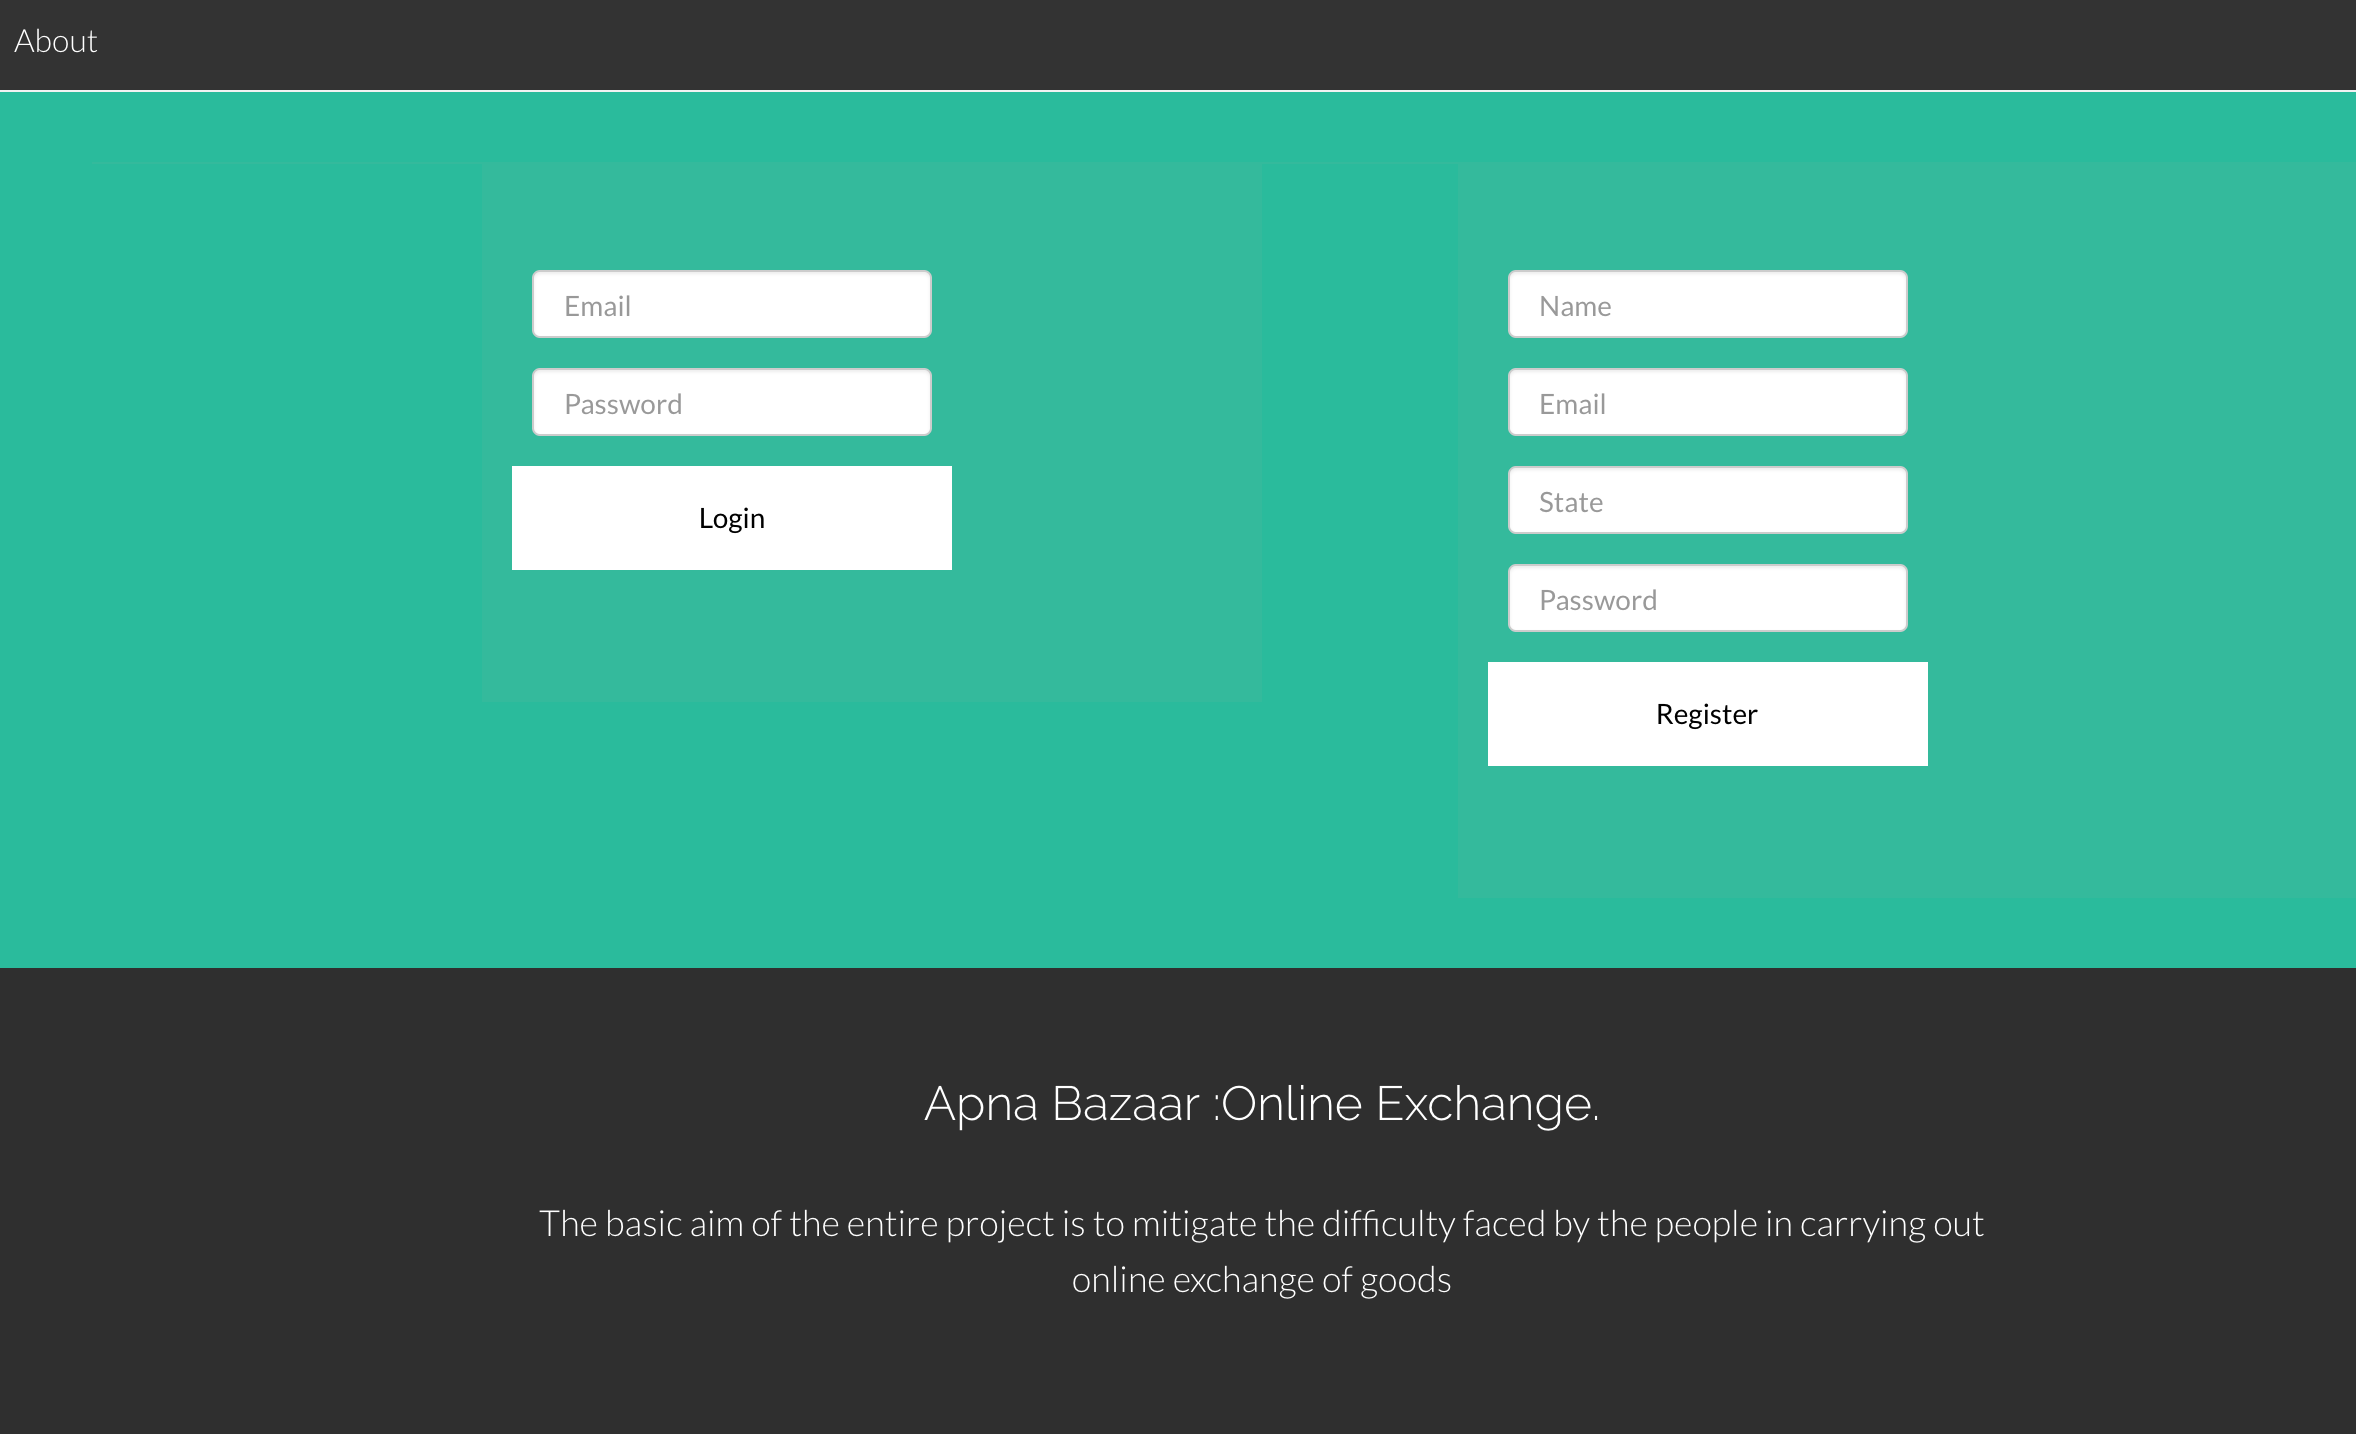 About
Email
Password
Login
Name
Email
State
Password
Register
Apna Bazaar :Online Exchange.
The basic aim of the entire project is to mitigate the difficulty faced by the people in carrying out
online exchange of goods